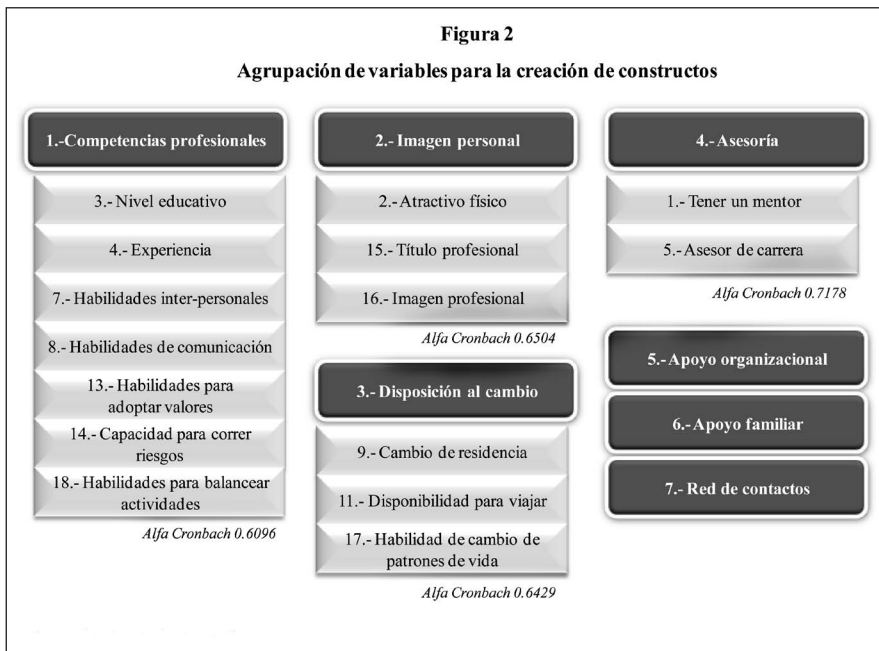 Figura 2
Agrupación de variables para la creación de constructos
1.-Competencias profesionales
3.- Nivel educativo
4.- Experiencia
7.- Habilidades inter-personales
8.- Habilidades de comunicación
13.- Habilidades para
adoptar valores
14.- Capacidad para correr
riesgos
18.- Habilidades para balancear
actividades
Alfa Cronbach 0.6096
2.- Imagen personal
2.- Atractivo físico
15.- Título profesional
16.- Imagen profesional
Alfa Cronbach 0.6504
3.- Disposición al cambio
9.- Cambio de residencia
11.- Disponibilidad para viajar
17.- Habilidad de cambio de
patrones de vida
Alfa Cronbach 0.6429
4.- Asesoría
1.- Tener un mentor
5.- Asesor de carrera
Alfa Cronbach 0.7178
5.- Apoyo organizacional
6.- Apoyo familiar
7.- Red de contactos